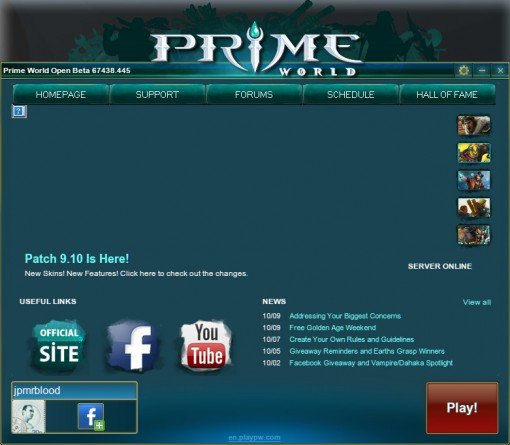 PRIME
WORLD
Prime World Open Beta 67438.445
HOMEPAGE
SUPPORT
FORUMS
SCHEDULE
HALL OF FAME
?
Patch 9.10 Is Here!
New Skins! New Features! Click here to check out the changes.
SERVER ONLINE
USEFUL LINKS
OFFICIAL
SiTE
f
You
Tube
NEWS
View all
10/09 Addressing Your Biggest Concerns
10/09 Free Golden Age Weekend
10/07 Create Your Own Rules and Guidelines
10/05 Giveaway Reminders and Earths Grasp Winners
10/02 Facebook Giveaway and Vampire/Dahaka Spotlight
jpmrblood
f
Play!
en.playpw.com